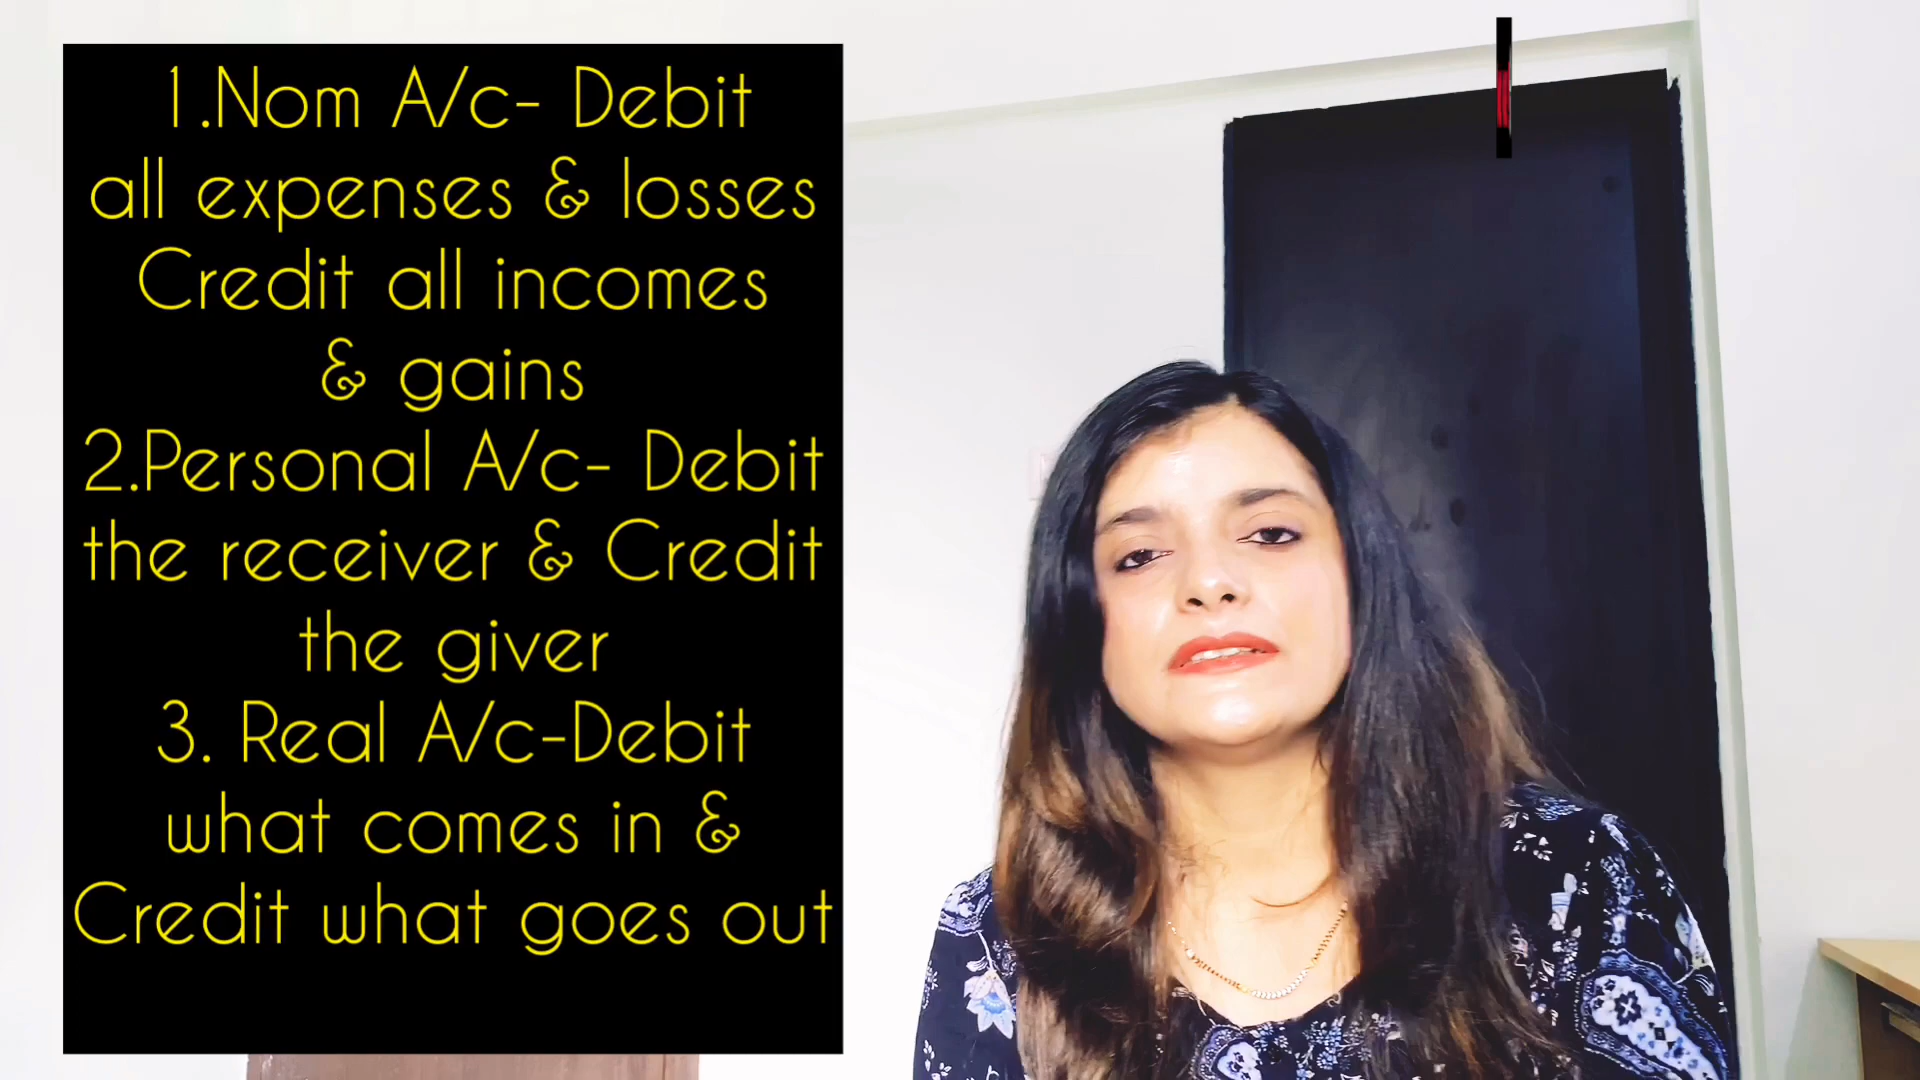 1.Nom A/c- Debit
all expenses & losses
Credit all incomes
& gains
2.Personal A/c- Debit
the receiver & Credit
the giver
3. Real A/c-Debit
what comes in &
Credit what goes out